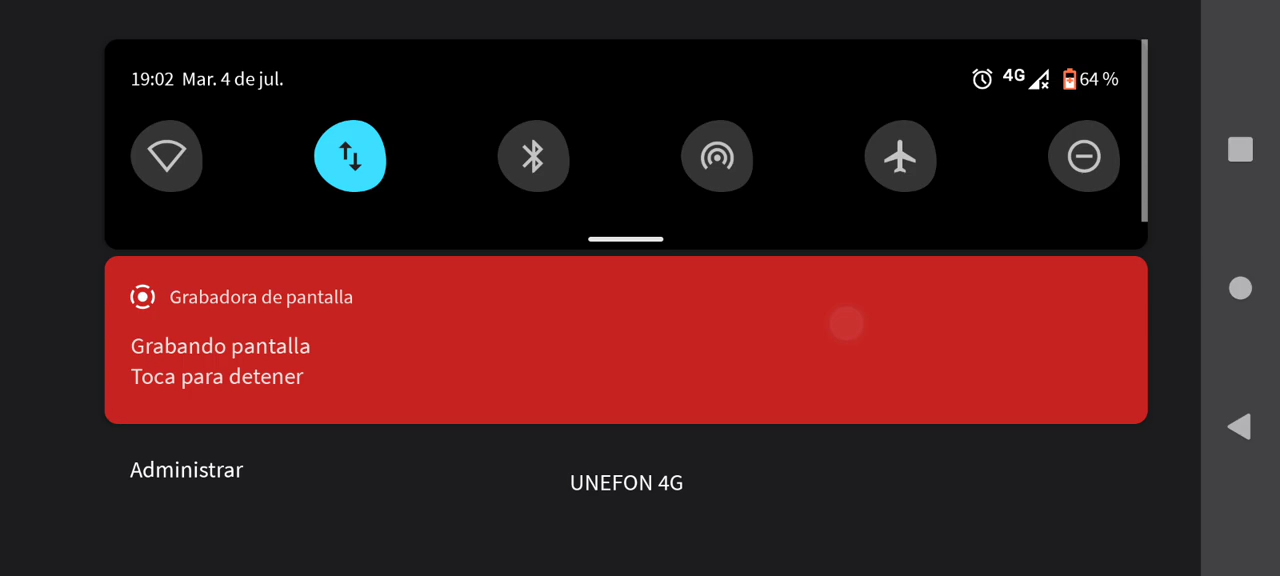 19:02 Mar. 4 de jul.
4G 64 %
Grabadora de pantalla
Grabando pantalla
Toca para detener
Administrar
UNEFON 4G